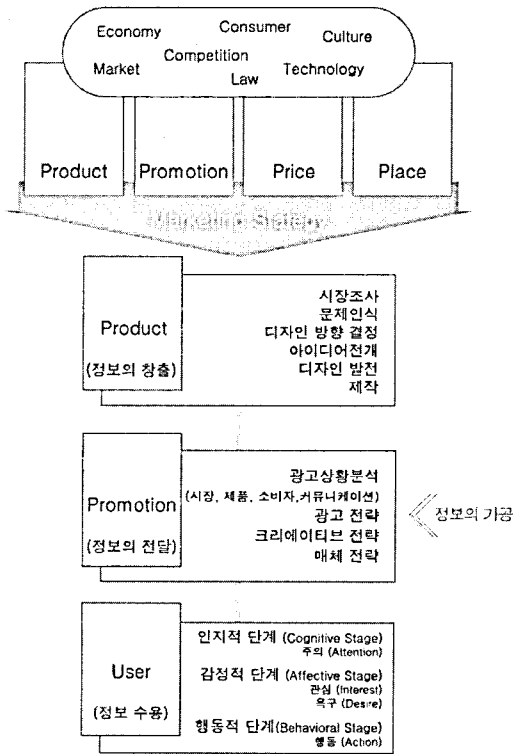 Economy Consumer Culture
Competition
Market Law Technology
Product Promotion Price Place
Marketing Strategy
Product
(정보의 창출)
시장조사
문제인식
디자인 방향 결정
아이디어전개
디자인 발전
제작
Promotion
(정보의 전달)
광고상황분석
(시장, 제품, 소비자,커뮤니케이션)
광고 전략
크리에이티브 전략
매체 전략
정보의 가공
User
(정보 수용)
인지적 단계 (Cognitive Stage)
주의 (Attention)
감정적 단계 (Affective Stage)
관심 (Interest)
욕구 (Desire)
행동적 단계(Behavioral Stage)
행동 (Action)